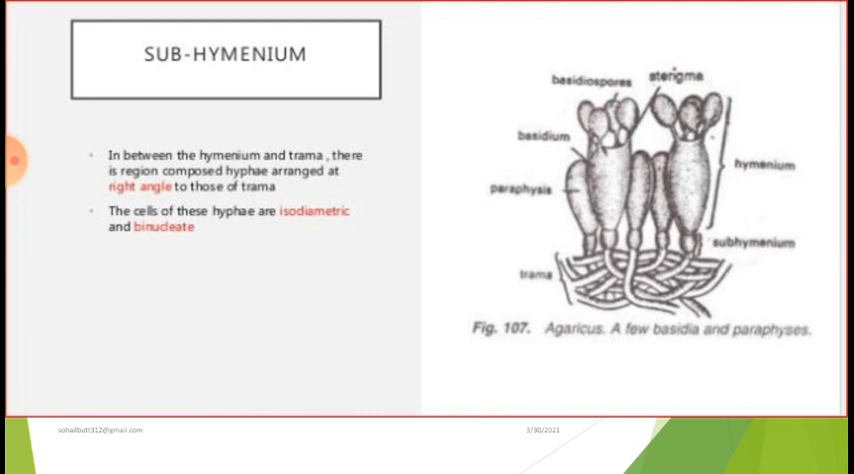 SUB-HYMENIUM
In between the hymenium and trama , there
is region composed hyphae arranged at
right angle to those of trama
The cells of these hyphae are isodiametric
and binucleate
basidiospores
sterigma
basidium
hymenium
paraphysis
subhymenium
trama
Fig. 107. Agaricus. A few basidia and paraphyses.
sohailbutt312@gmail.com
3/30/2021